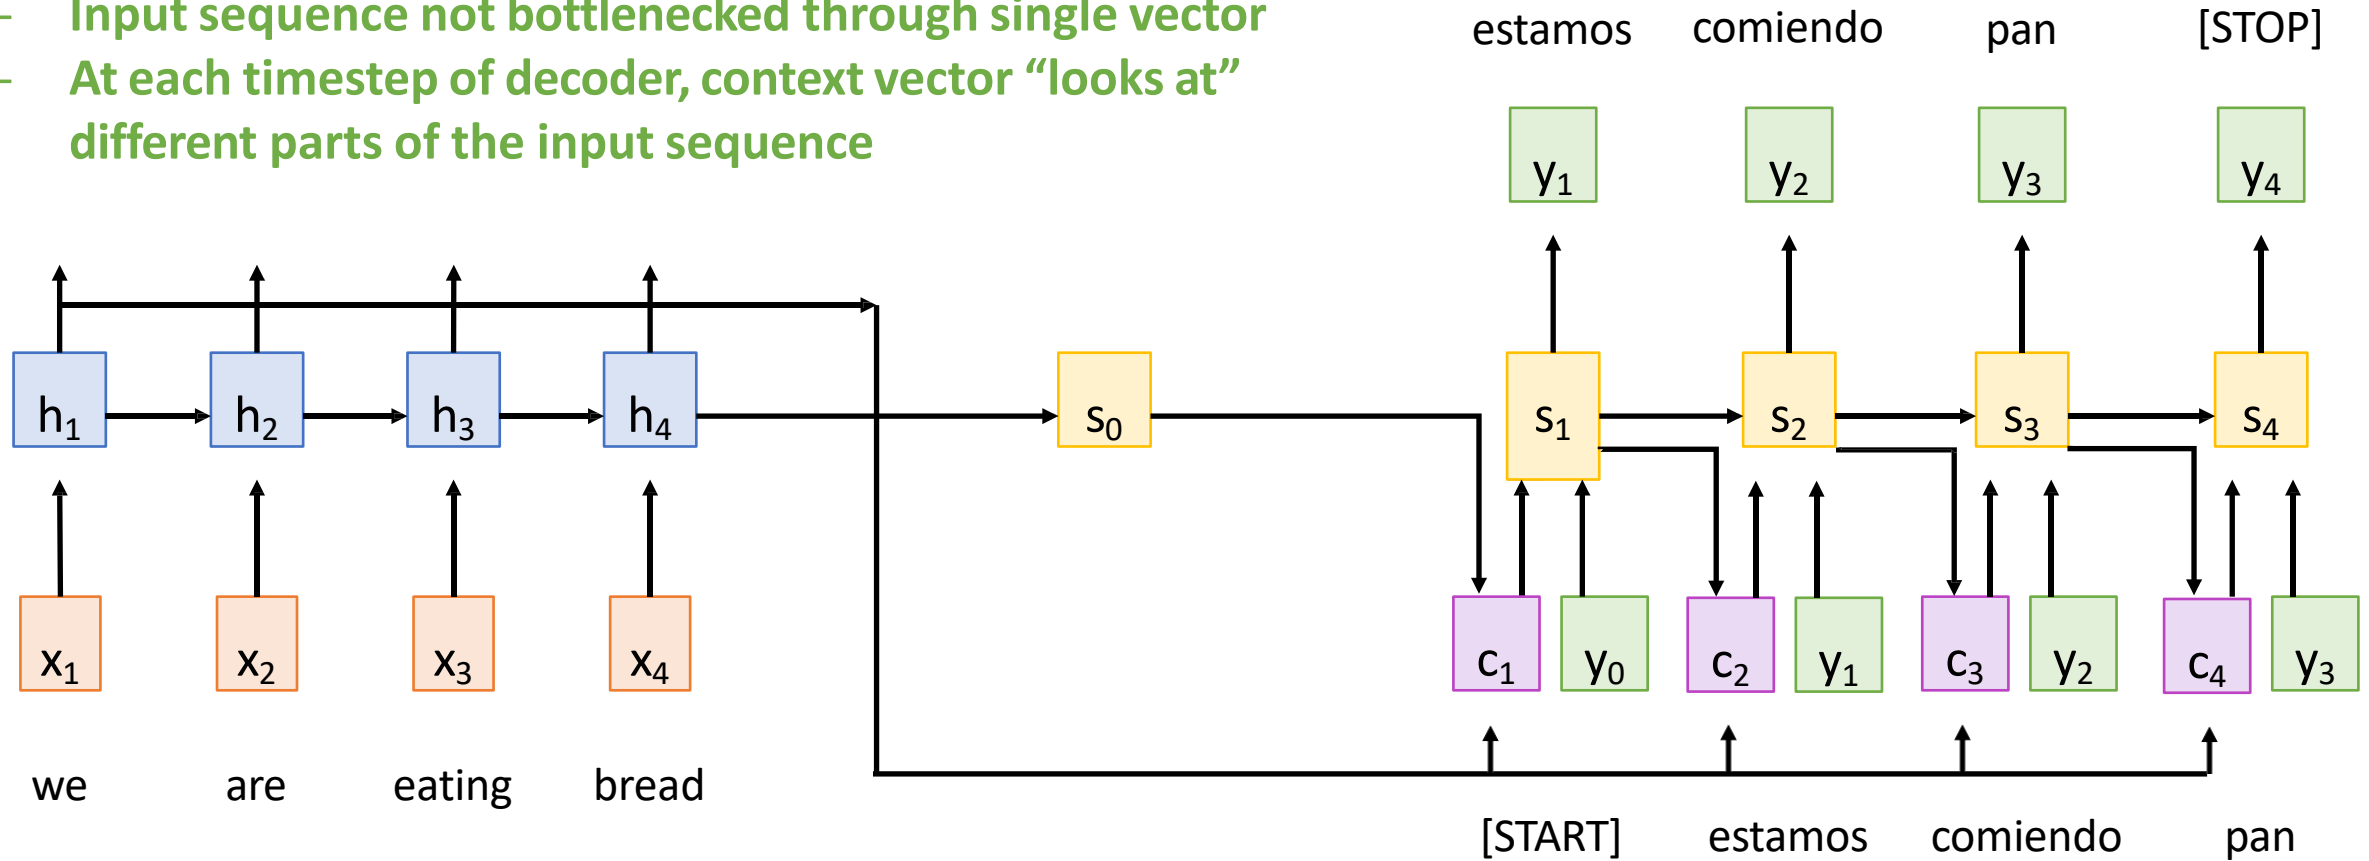 - Input sequence not bottlenecked through single vector
- At each timestep of decoder, context vector “looks at”
different parts of the input sequence
estamos comiendo pan [STOP]
y₁ y₂ y₃ y₄
h₁ h₂ h₃ h₄ s₀ s₁ s₂ s₃ s₄
x₁ x₂ x₃ x₄ c₁ y₀ c₂ y₁ c₃ y₂ c₄ y₃
we are eating bread
[START] estamos comiendo pan